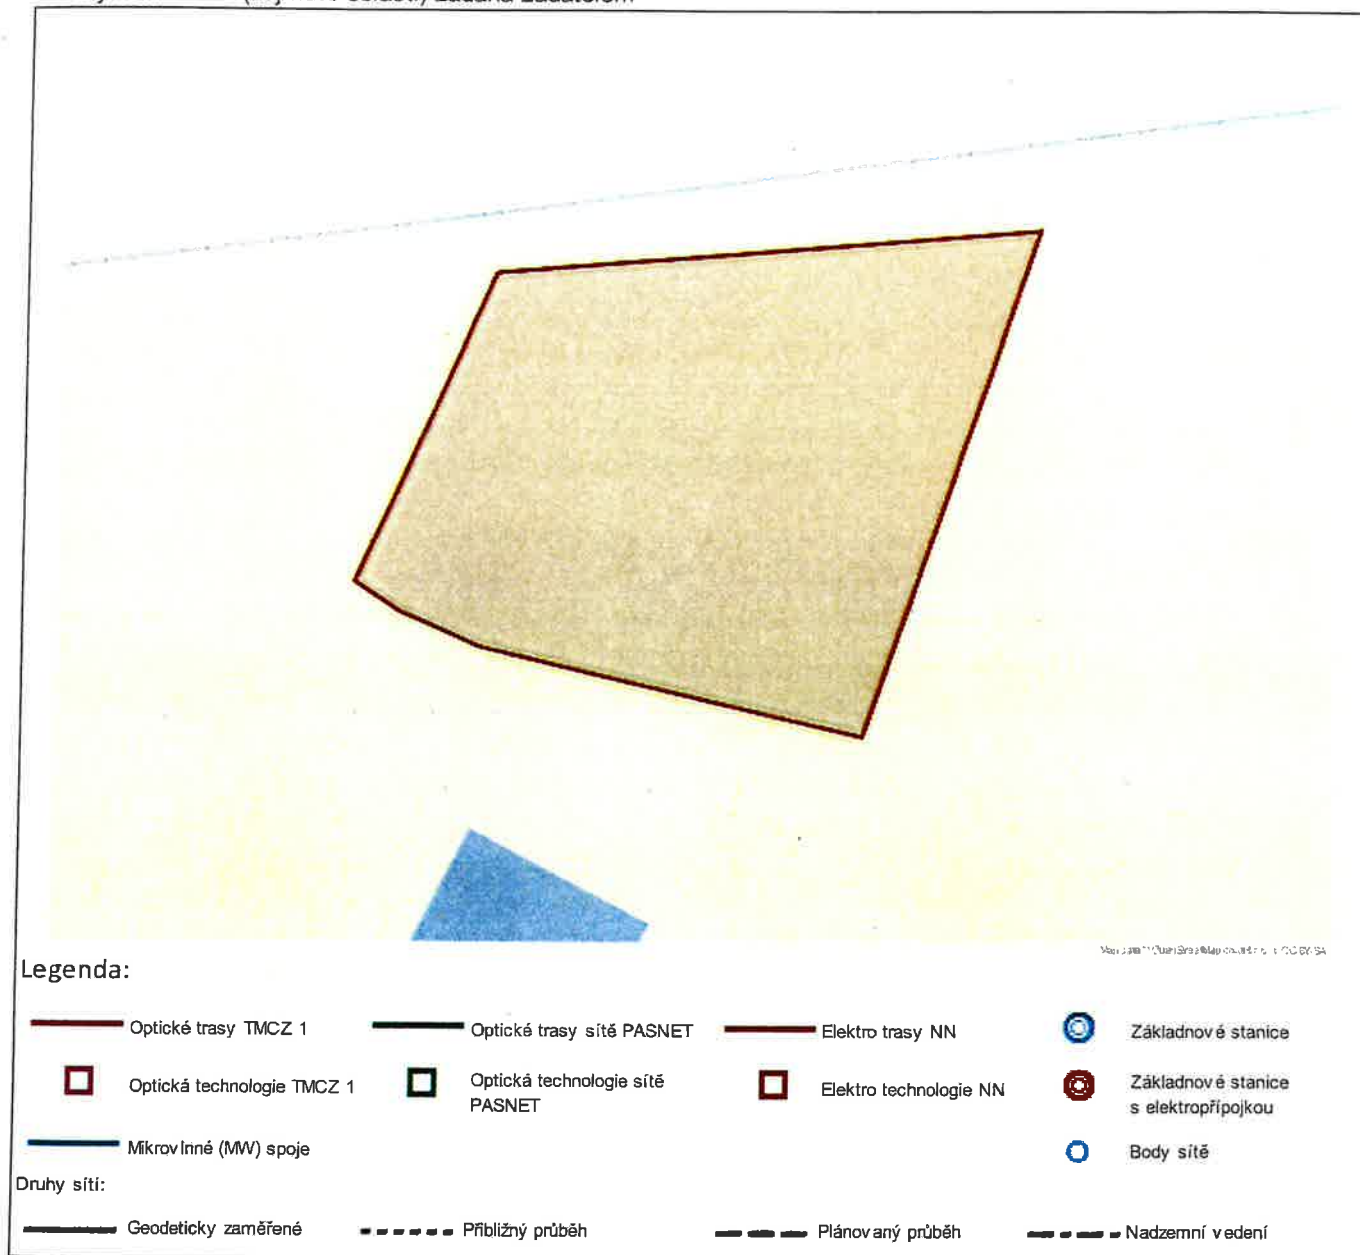 zadaná žadatelem
Legenda:
Optické trasy TMCZ 1
Optické trasy sítě PASNET
Elektro trasy NN
Základnové stanice
Optická technologie TMCZ 1
Optická technologie sítě
PASNET
Elektro technologie NN
Základnové stanice
s elektropřípojkou
Mikrovlnné (MW) spoje
Body sítě
Druhy sítí:
Geodeticky zaměřené
Přibližný průběh
Plánovaný průběh
Nadzemní vedení